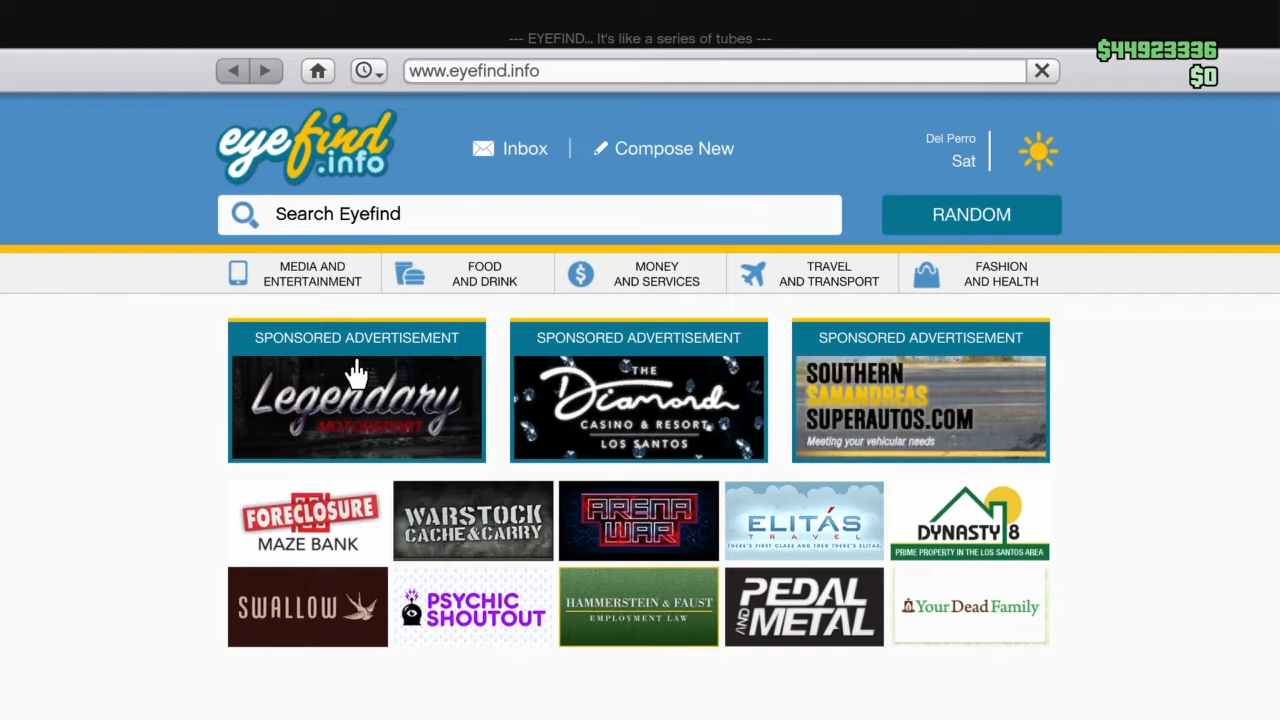 --- EYEFIND... It's like a series of tubes ---
$44923336
$0
www.eyefind.info
eyefind
.info
Inbox
Compose New
Del Perro
Sat
Search Eyefind
RANDOM
MEDIA AND
ENTERTAINMENT
FOOD
AND DRINK
MONEY
AND SERVICES
TRAVEL
AND TRANSPORT
FASHION
AND HEALTH
SPONSORED ADVERTISEMENT
Legendary
MOTORSPORT
SPONSORED ADVERTISEMENT
THE
Diamond
CASINO & RESORT
LOS SANTOS
SPONSORED ADVERTISEMENT
SOUTHERN
SANANDREAS
SUPERAUTOS.COM
Meeting your vehicular needs
FORECLOSURE
MAZE BANK
WARSTOCK
CACHE&CARRY
ARENA
WAR
ELITÁS
TRAVEL
THERE'S FIRST CLASS AND THEN THERE'S ELITAS.
DYNASTY 8
PRIME PROPERTY IN THE LOS SANTOS AREA
SWALLOW
PSYCHIC
SHOUTOUT
HAMMERSTEIN & FAUST
EMPLOYMENT LAW
PEDAL
AND METAL
YourDeadFamily